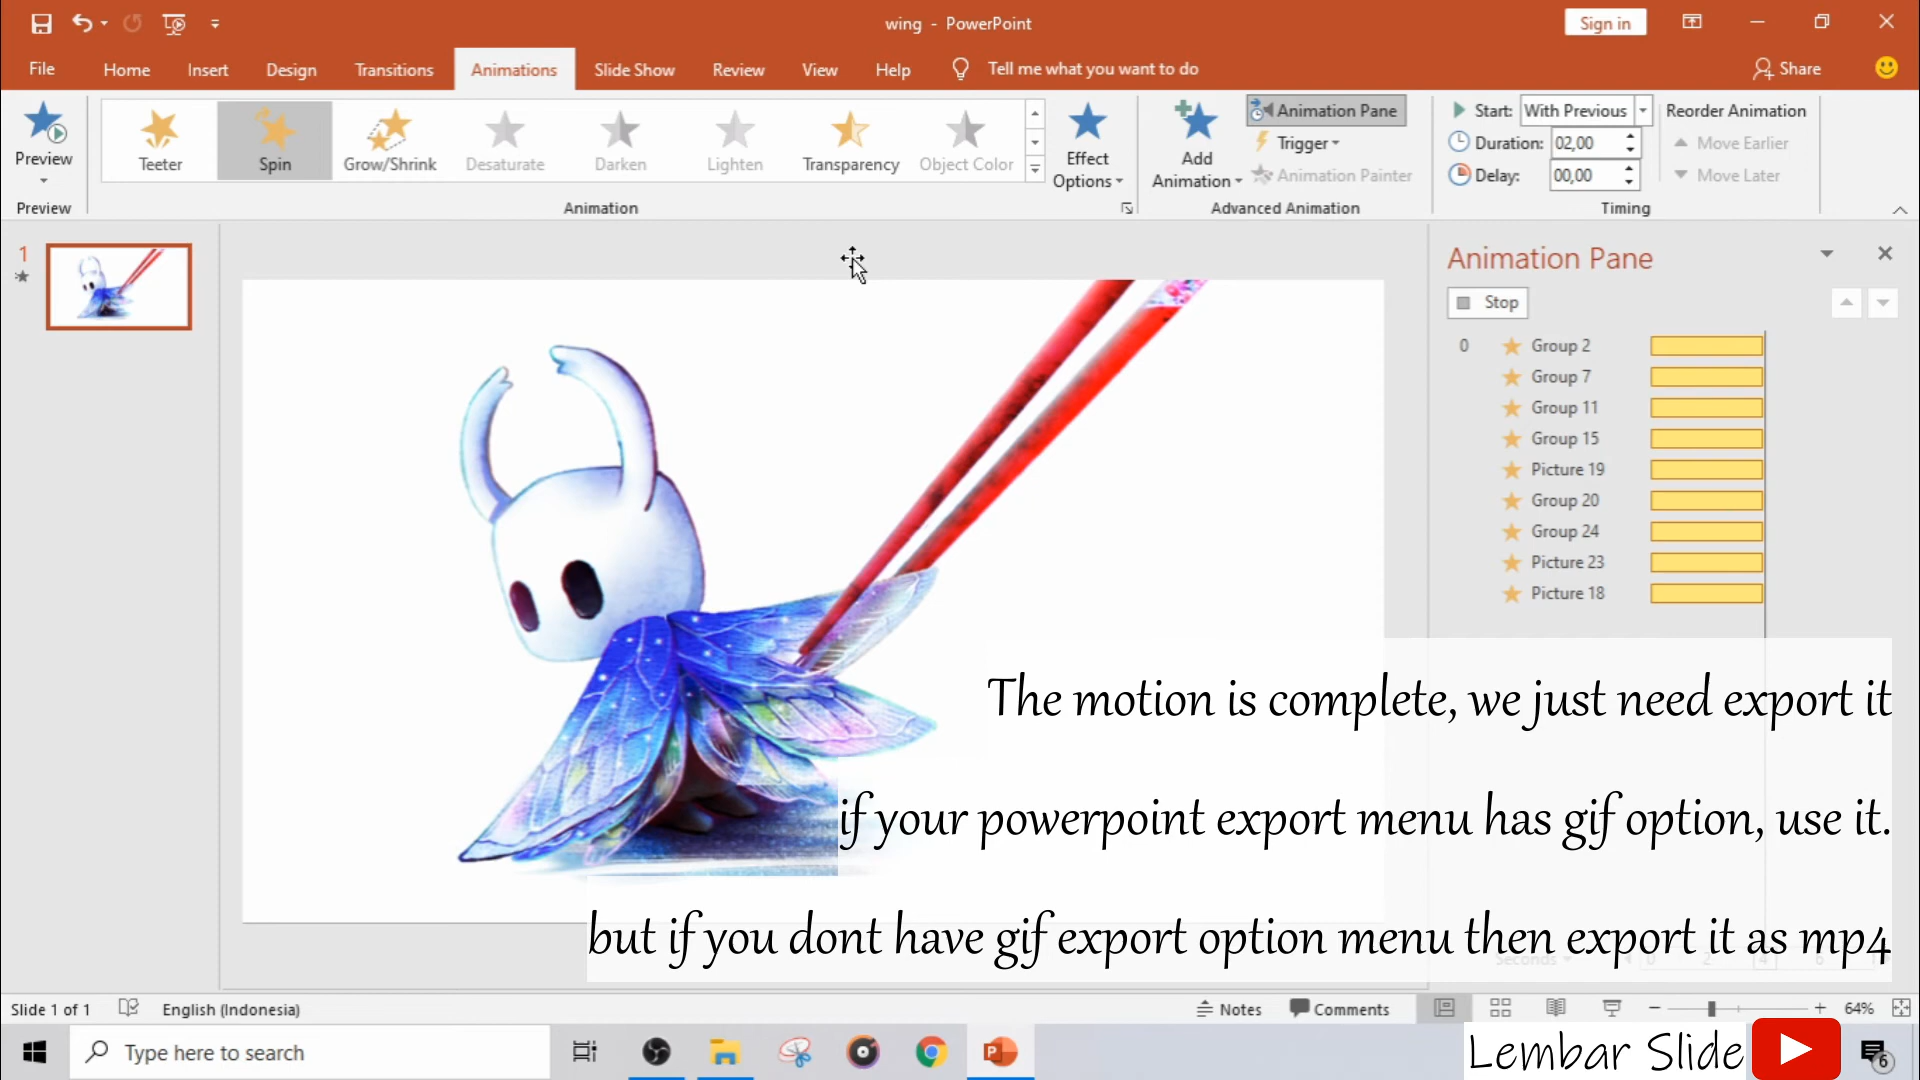 wing - PowerPoint
Sign in
File Home Insert Design Transitions Animations Slide Show Review View Help Tell me what you want to do Share
Preview
Teeter Spin Grow/Shrink Desaturate Darken Lighten Transparency Object Color
Effect Options
Add Animation
Animation Pane
Trigger
Animation Painter
Start: With Previous
Duration: 02,00
Delay: 00,00
Reorder Animation
Move Earlier
Move Later
Preview Animation Advanced Animation Timing
1
Animation Pane
Stop
0 Group 2
Group 7
Group 11
Group 15
Picture 19
Group 20
Group 24
Picture 23
Picture 18
The motion is complete, we just need export it
if your powerpoint export menu has gif option, use it.
but if you dont have gif export option menu then export it as mp4
Seconds 0 2 4 6
Slide 1 of 1 English (Indonesia) Notes Comments 64%
Type here to search
Lembar Slide
6